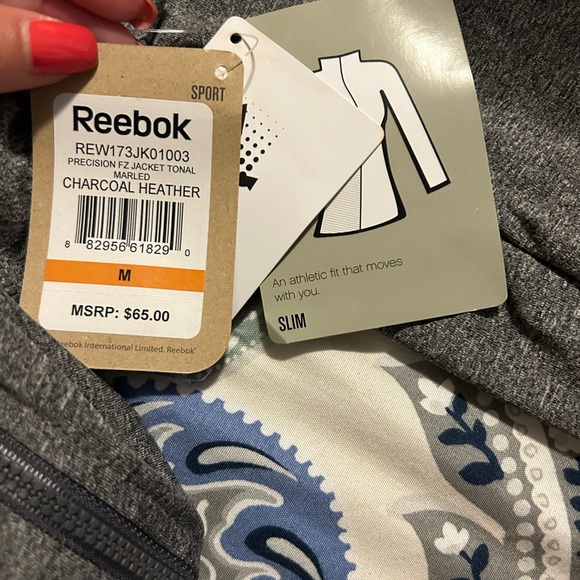 SPORT
Reebok
REW173JK01003
PRECISION FZ JACKET TONAL
MARLED
CHARCOAL HEATHER
8 82956 61829 0
M
MSRP: $65.00
Reebok International Limited. Reebok
An athletic fit that moves
with you.
SLIM